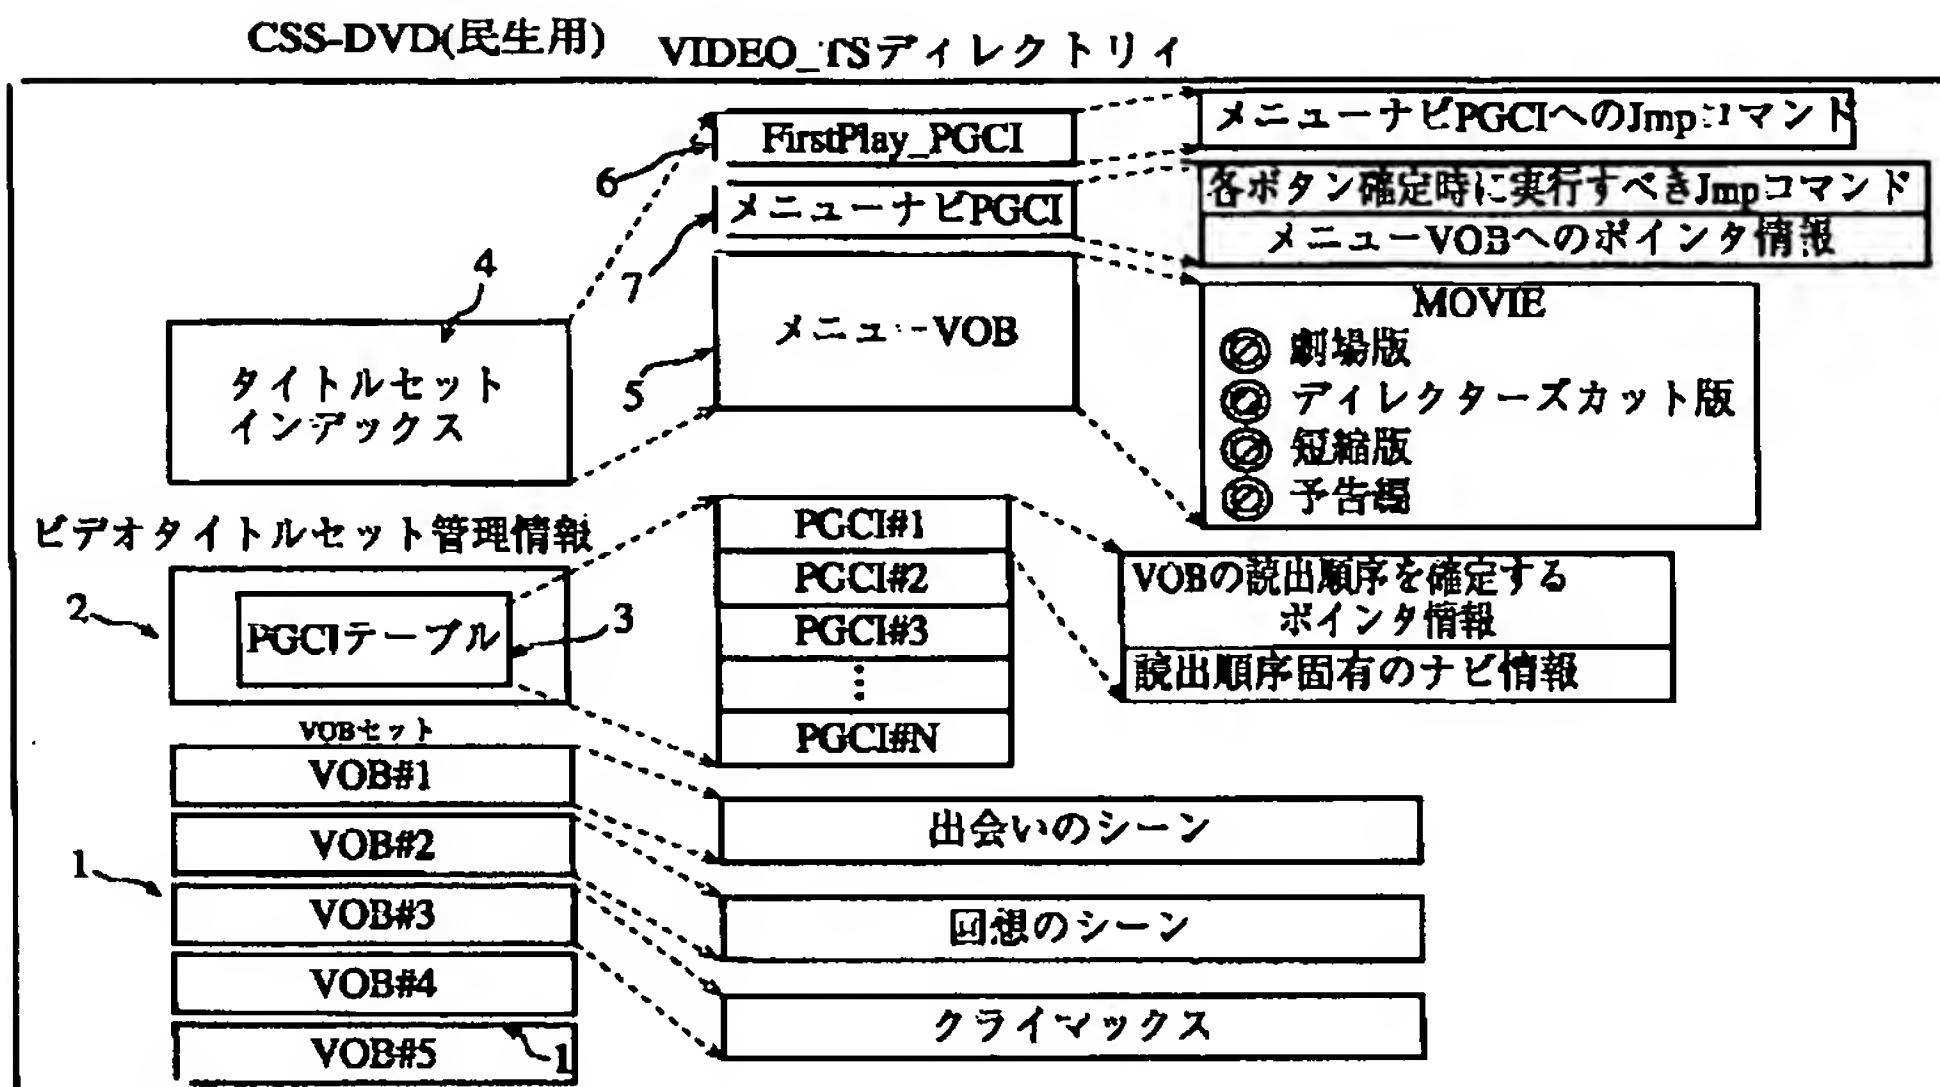 CSS-DVD(民生用)
VIDEO_TSディレクトリィ
FirstPlay_PGCI
メニューナビPGCIへのJmpコマンド
6
メニューナビPGCI
各ボタン確定時に実行すべきJmpコマンド
メニューVOBへのポインタ情報
7
4
タイトルセット
インデックス
メニューVOB
5
MOVIE
劇場版
ディレクターズカット版
短縮版
予告編
ビデオタイトルセット管理情報
2
PGCIテーブル
3
PGCI#1
PGCI#2
PGCI#3
⋮
PGCI#N
VOBの読出順序を確定する
ポインタ情報
読出順序固有のナビ情報
VOBセット
1
VOB#1
VOB#2
VOB#3
VOB#4
VOB#5
1
出会いのシーン
回想のシーン
クライマックス